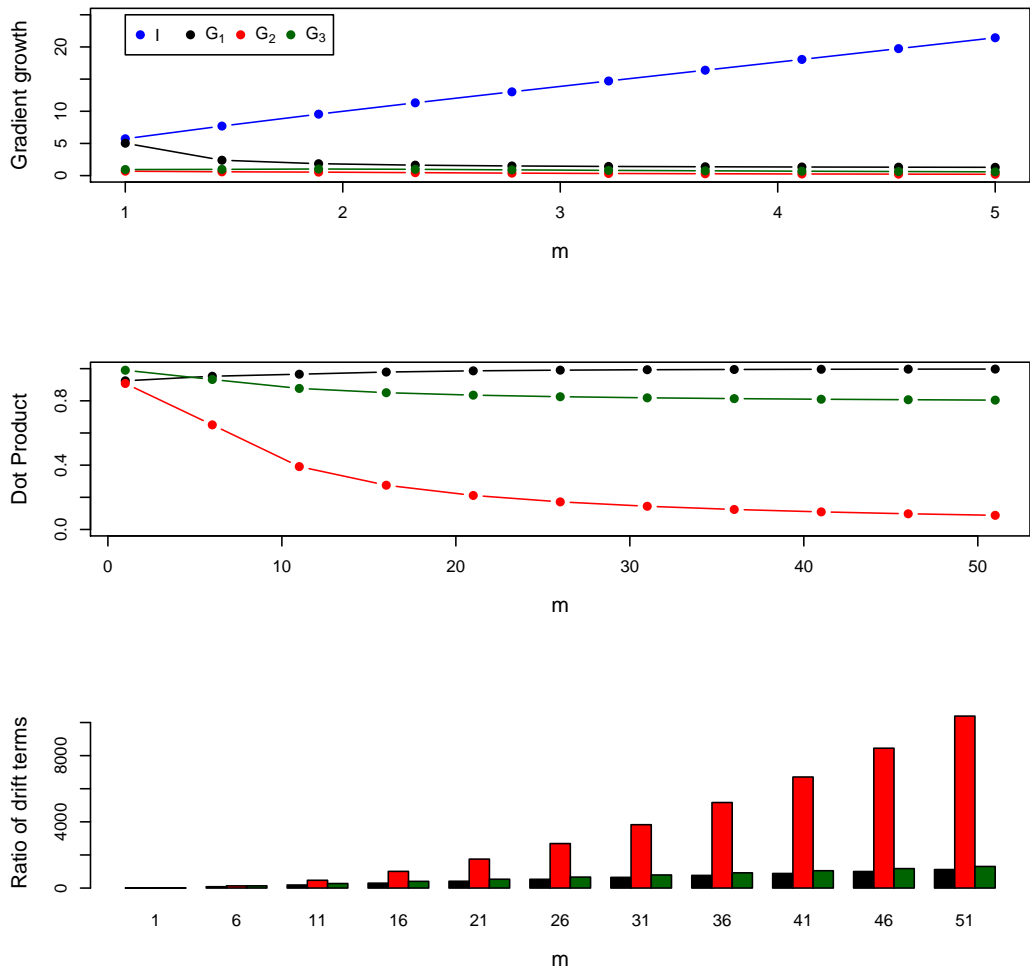 Gradient growth
0 5 10 20
I G₁ G₂ G₃
1 2 3 4 5
m
Dot Product
0.0 0.4 0.8
0 10 20 30 40 50
m
Ratio of drift terms
0 4000 8000
1 6 11 16 21 26 31 36 41 46 51
m